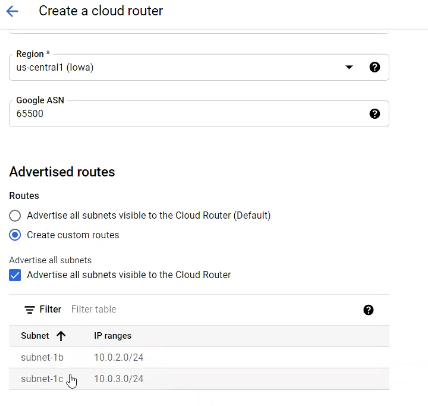 Create a cloud router
Region *
us-central1 (Iowa)
Google ASN
65500
Advertised routes
Routes
Advertise all subnets visible to the Cloud Router (Default)
Create custom routes
Advertise all subnets
Advertise all subnets visible to the Cloud Router
Filter Filter table
Subnet IP ranges
subnet-1b 10.0.2.0/24
subnet-1c 10.0.3.0/24